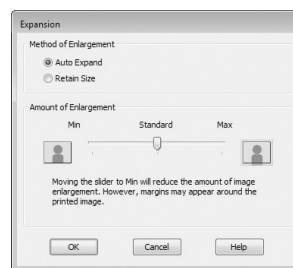 Expansion
Method of Enlargement
Auto Expand
Retain Size
Amount of Enlargement
Min Standard Max
Moving the slider to Min will reduce the amount of image
enlargement. However, margins may appear around the
printed image.
OK Cancel Help